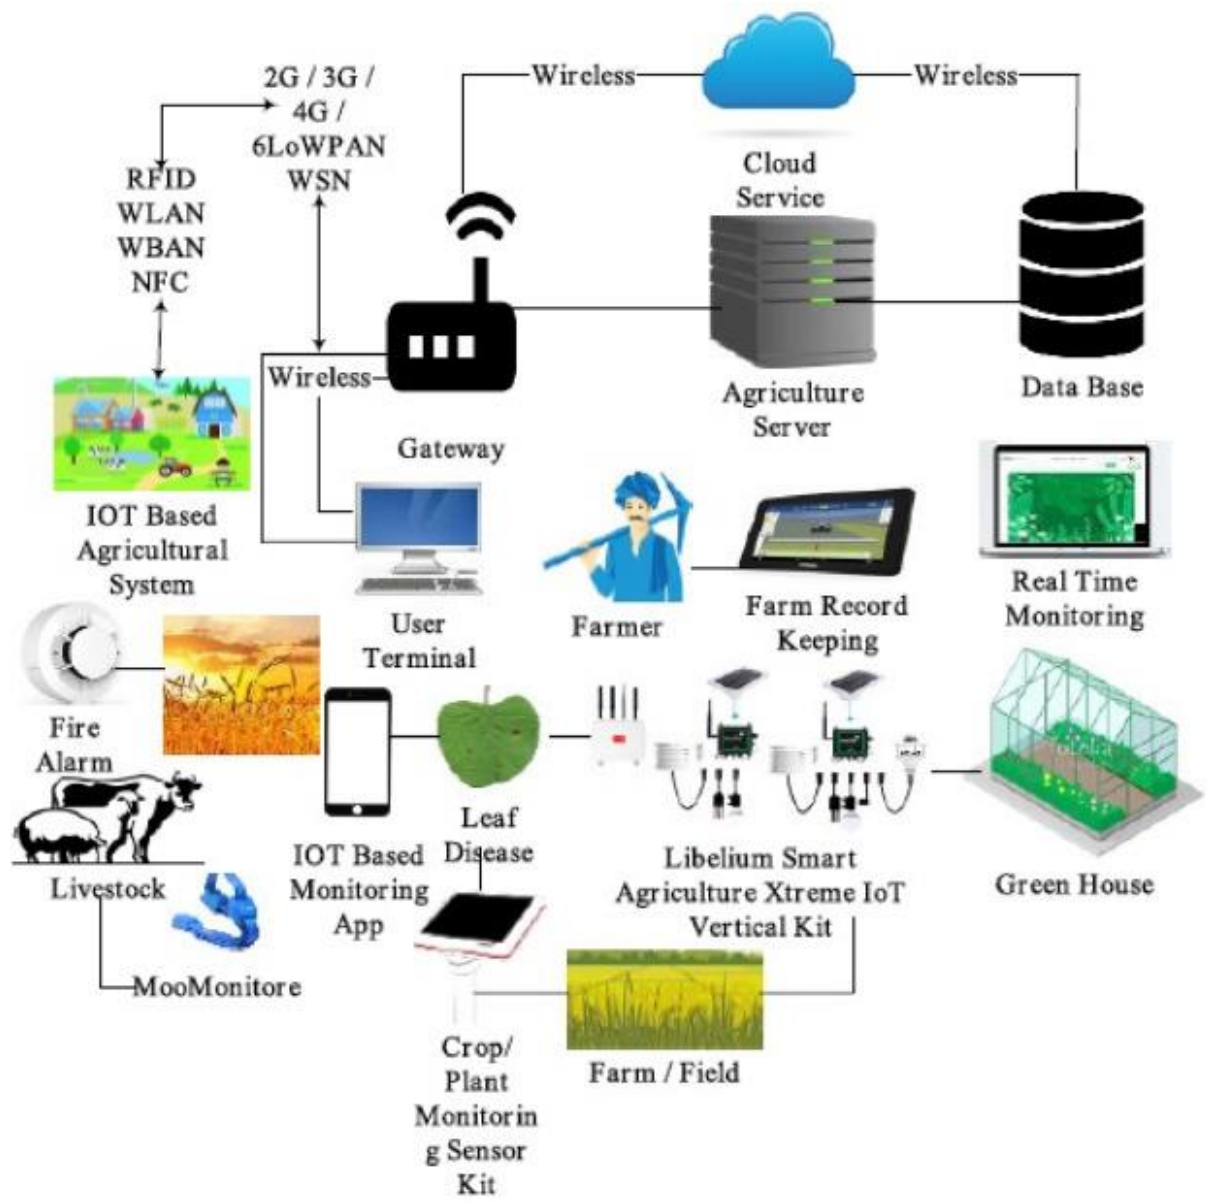 2G / 3G /
4G /
6LoWPAN
WSN
Wireless
Wireless
RFID
WLAN
WBAN
NFC
Cloud
Service
Wireless
Gateway
Agriculture
Server
Data Base
IOT Based
Agricultural
System
User
Terminal
Farmer
Farm Record
Keeping
Real Time
Monitoring
Fire
Alarm
Livestock
MooMonitore
IOT Based
Monitoring
App
Leaf
Disease
Libelium Smart
Agriculture Xtreme IoT
Vertical Kit
Green House
Crop/
Plant
Monitorin
g Sensor
Kit
Farm / Field